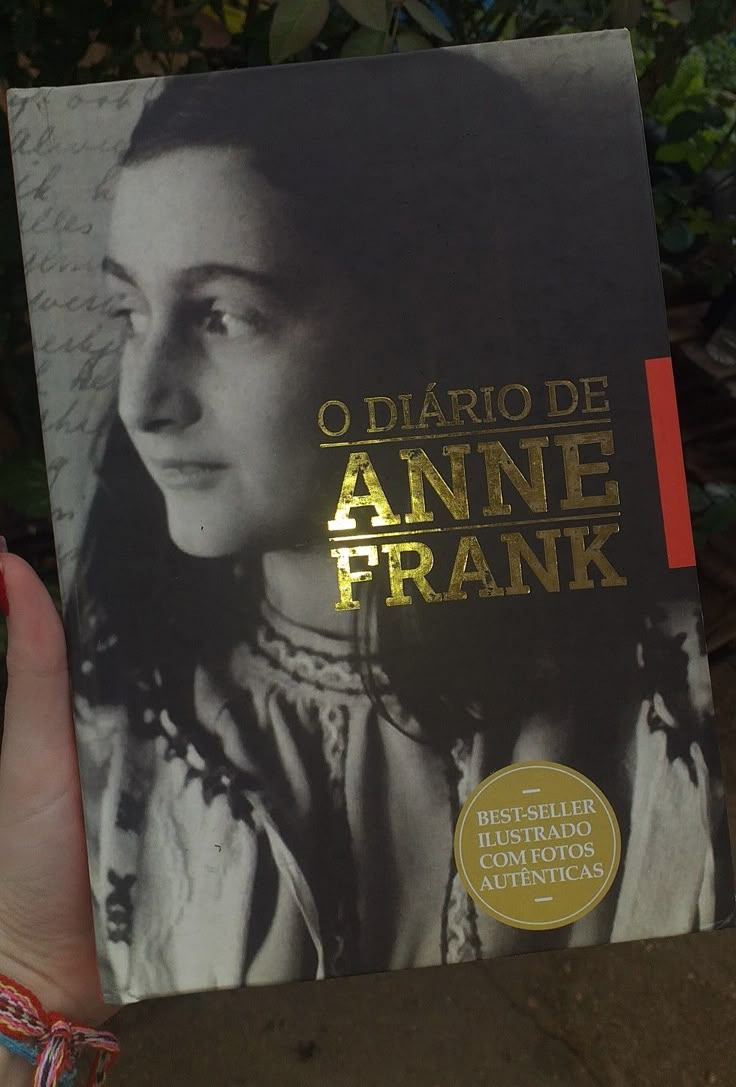 O DIÁRIO DE
ANNE
FRANK
BEST-SELLER
ILUSTRADO
COM FOTOS
AUTÊNTICAS